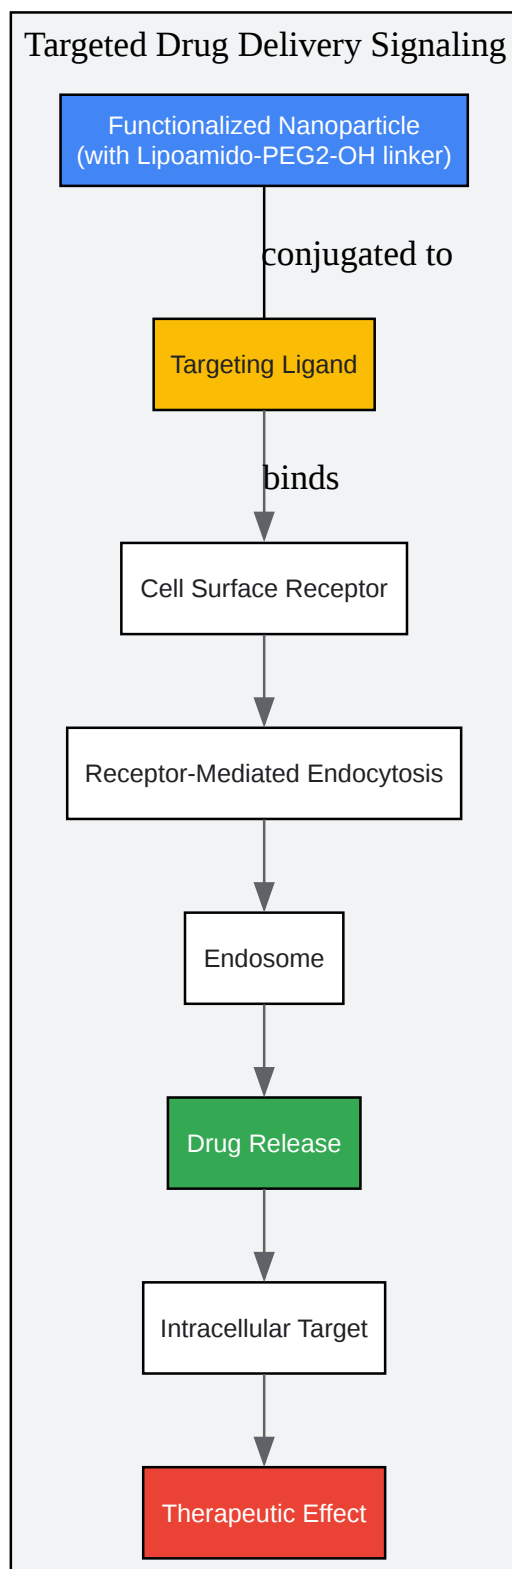 Targeted Drug Delivery Signaling
Functionalized Nanoparticle
(with Lipoamido-PEG2-OH linker)
conjugated to
Targeting Ligand
binds
Cell Surface Receptor
Receptor-Mediated Endocytosis
Endosome
Drug Release
Intracellular Target
Therapeutic Effect